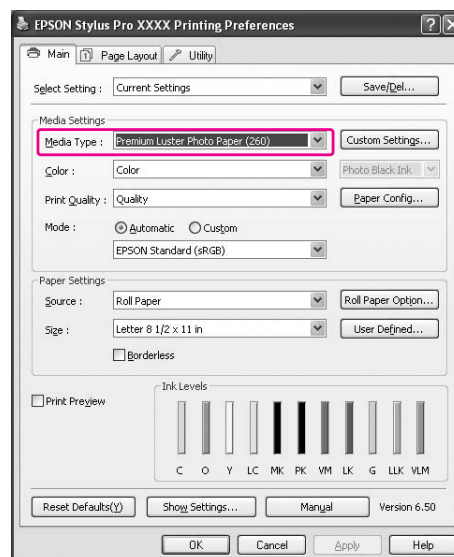 EPSON Stylus Pro XXXX Printing Preferences
Main Page Layout Utility
Select Setting : Current Settings Save/Del...
Media Settings
Media Type : Premium Luster Photo Paper (260) Custom Settings...
Color : Color Photo Black Ink
Print Quality : Quality Paper Config...
Mode : Automatic Custom
EPSON Standard (sRGB)
Paper Settings
Source : Roll Paper Roll Paper Option...
Size : Letter 8 1/2 x 11 in User Defined...
Borderless
Print Preview
Ink Levels
C O Y LC MK PK VM LK G LLK VLM
Reset Defaults(Y) Show Settings... Manual Version 6.50
OK Cancel Apply Help